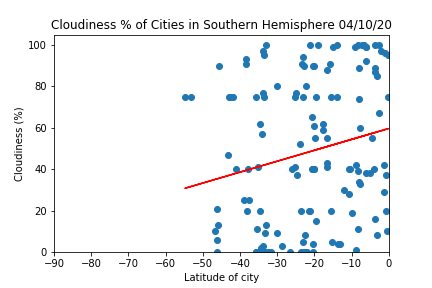 Cloudiness % of Cities in Southern Hemisphere 04/10/20
100
80
60
40
20
0
Cloudiness (%)
−90 −80 −70 −60 −50 −40 −30 −20 −10 0
Latitude of city